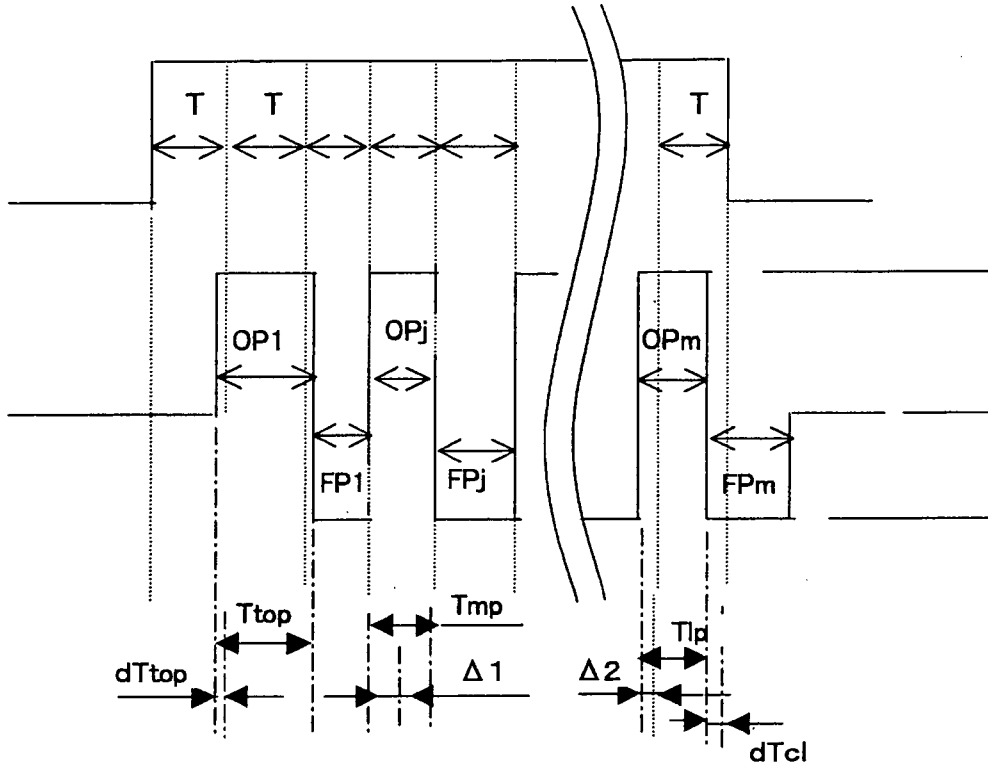 T T T
OP1 OPj OPm
FP1 FPj FPm
Ttop Tmp Tlp
dTtop Δ1 Δ2
dTcl